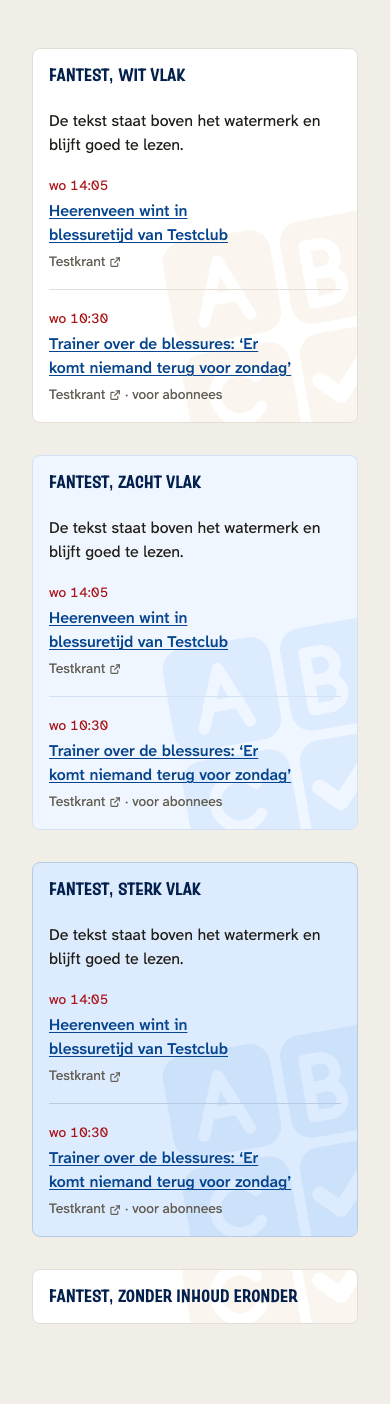 FANTEST, WIT VLAK
De tekst staat boven het watermerk en
blijft goed te lezen.
wo 14:05
Heerenveen wint in
blessuretijd van Testclub
Testkrant
A B
wo 10:30
Trainer over de blessures: ‘Er
komt niemand terug voor zondag’
C
Testkrant · voor abonnees
FANTEST, ZACHT VLAK
De tekst staat boven het watermerk en
blijft goed te lezen.
wo 14:05
Heerenveen wint in
blessuretijd van Testclub
Testkrant
A B
wo 10:30
Trainer over de blessures: ‘Er
komt niemand terug voor zondag’
C
Testkrant · voor abonnees
FANTEST, STERK VLAK
De tekst staat boven het watermerk en
blijft goed te lezen.
wo 14:05
Heerenveen wint in
blessuretijd van Testclub
Testkrant
A B
wo 10:30
Trainer over de blessures: ‘Er
komt niemand terug voor zondag’
C
Testkrant · voor abonnees
FANTEST, ZONDER INHOUD ERONDER
C